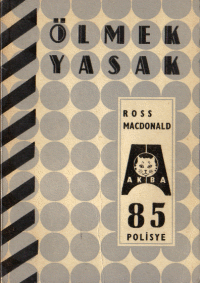 ÖLMEK
YASAK
ROSS
MACDONALD
AKBA
85
POLİSYE